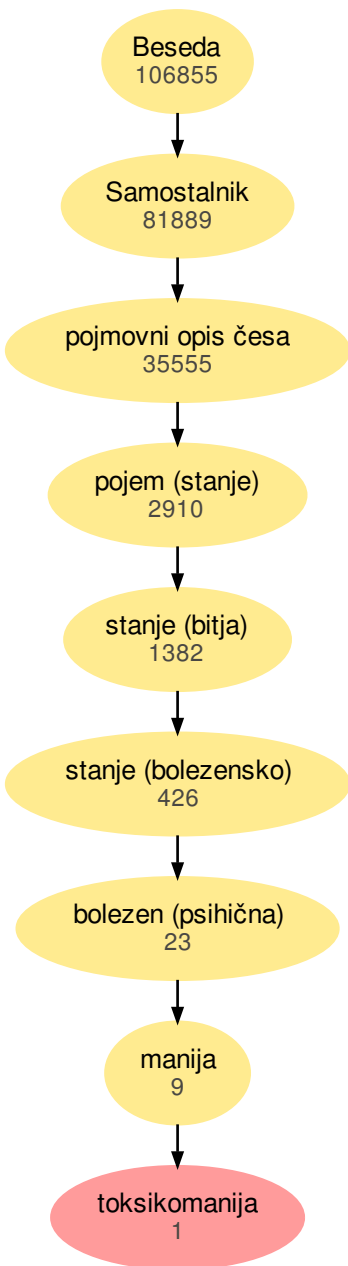 Beseda
106855
Samostalnik
81889
pojmovni opis česa
35555
pojem (stanje)
2910
stanje (bitja)
1382
stanje (bolezensko)
426
bolezen (psihična)
23
manija
9
toksikomanija
1